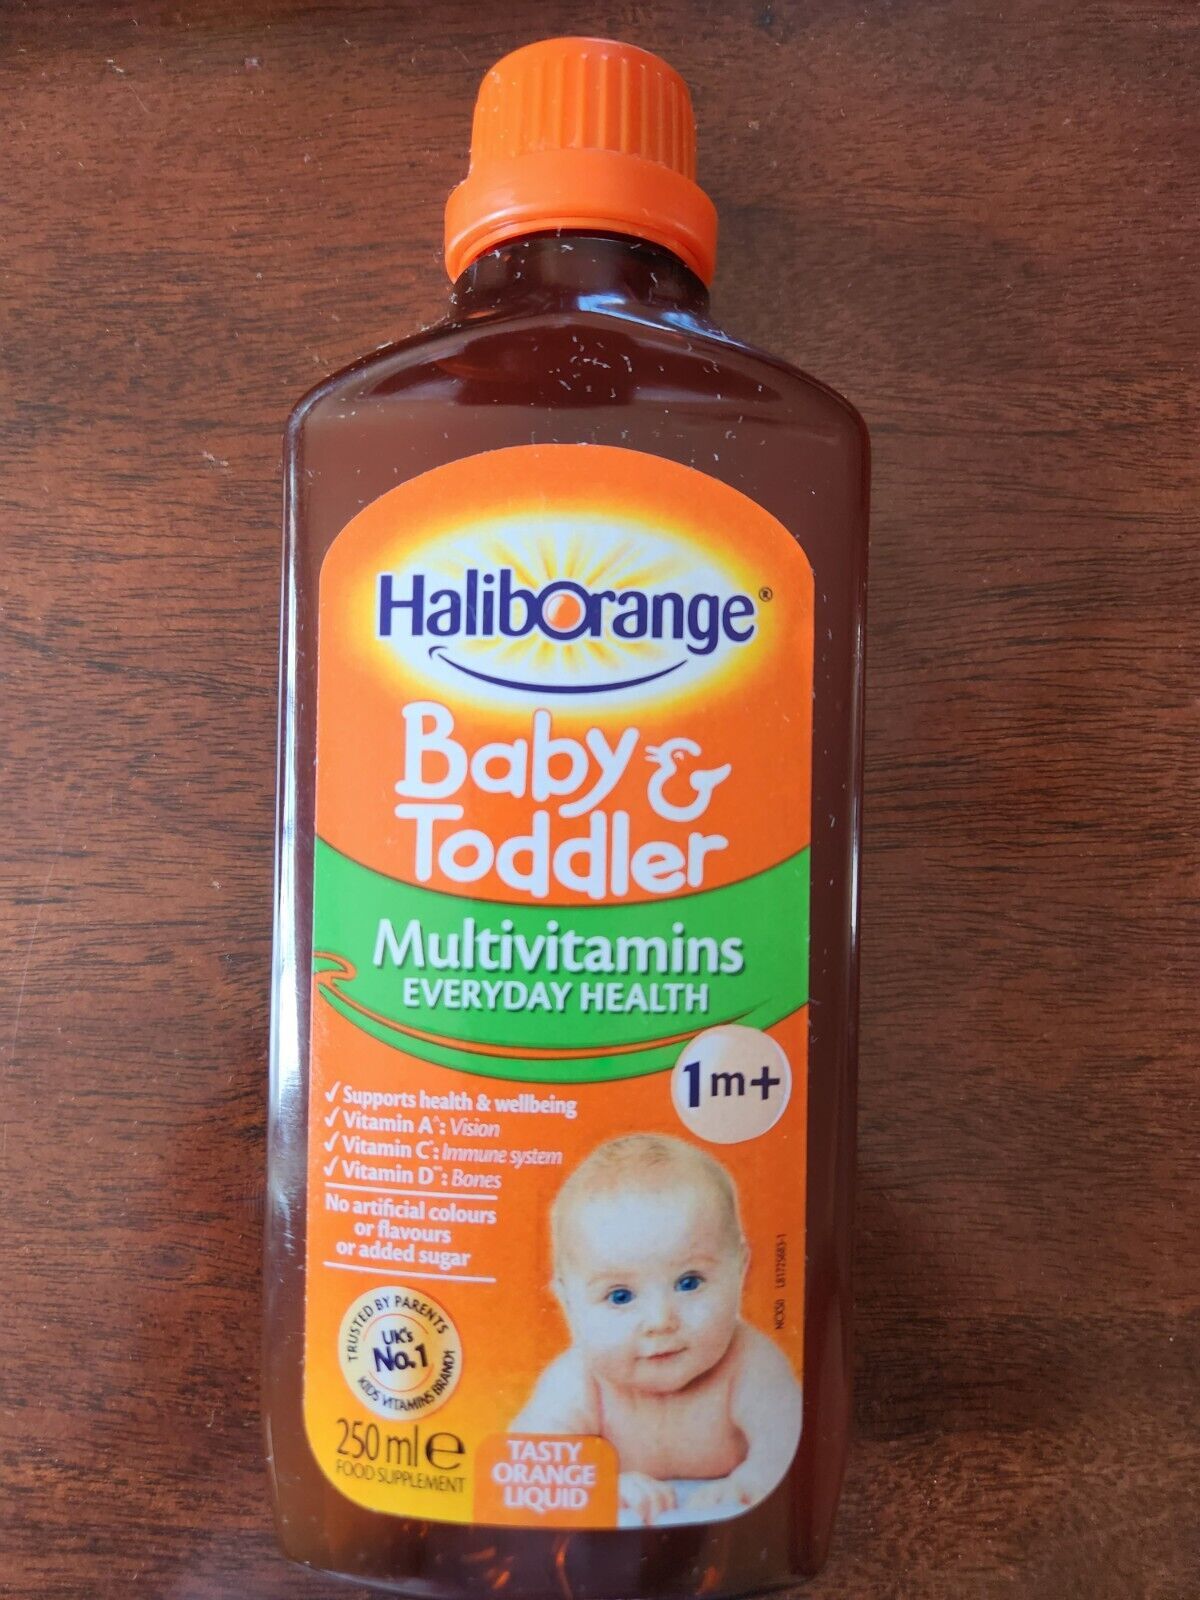 HalibOrange®
Baby &
Toddler
Multivitamins
EVERYDAY HEALTH
1m+
✓ Supports health & wellbeing
✓ Vitamin A^: Vision
✓ Vitamin C*: Immune system
✓ Vitamin D**: Bones
No artificial colours
or flavours
or added sugar
TRUSTED BY PARENTS
UK's
No.1
KIDS VITAMINS BRAND!
250 ml e
FOOD SUPPLEMENT
TASTY
ORANGE
LIQUID